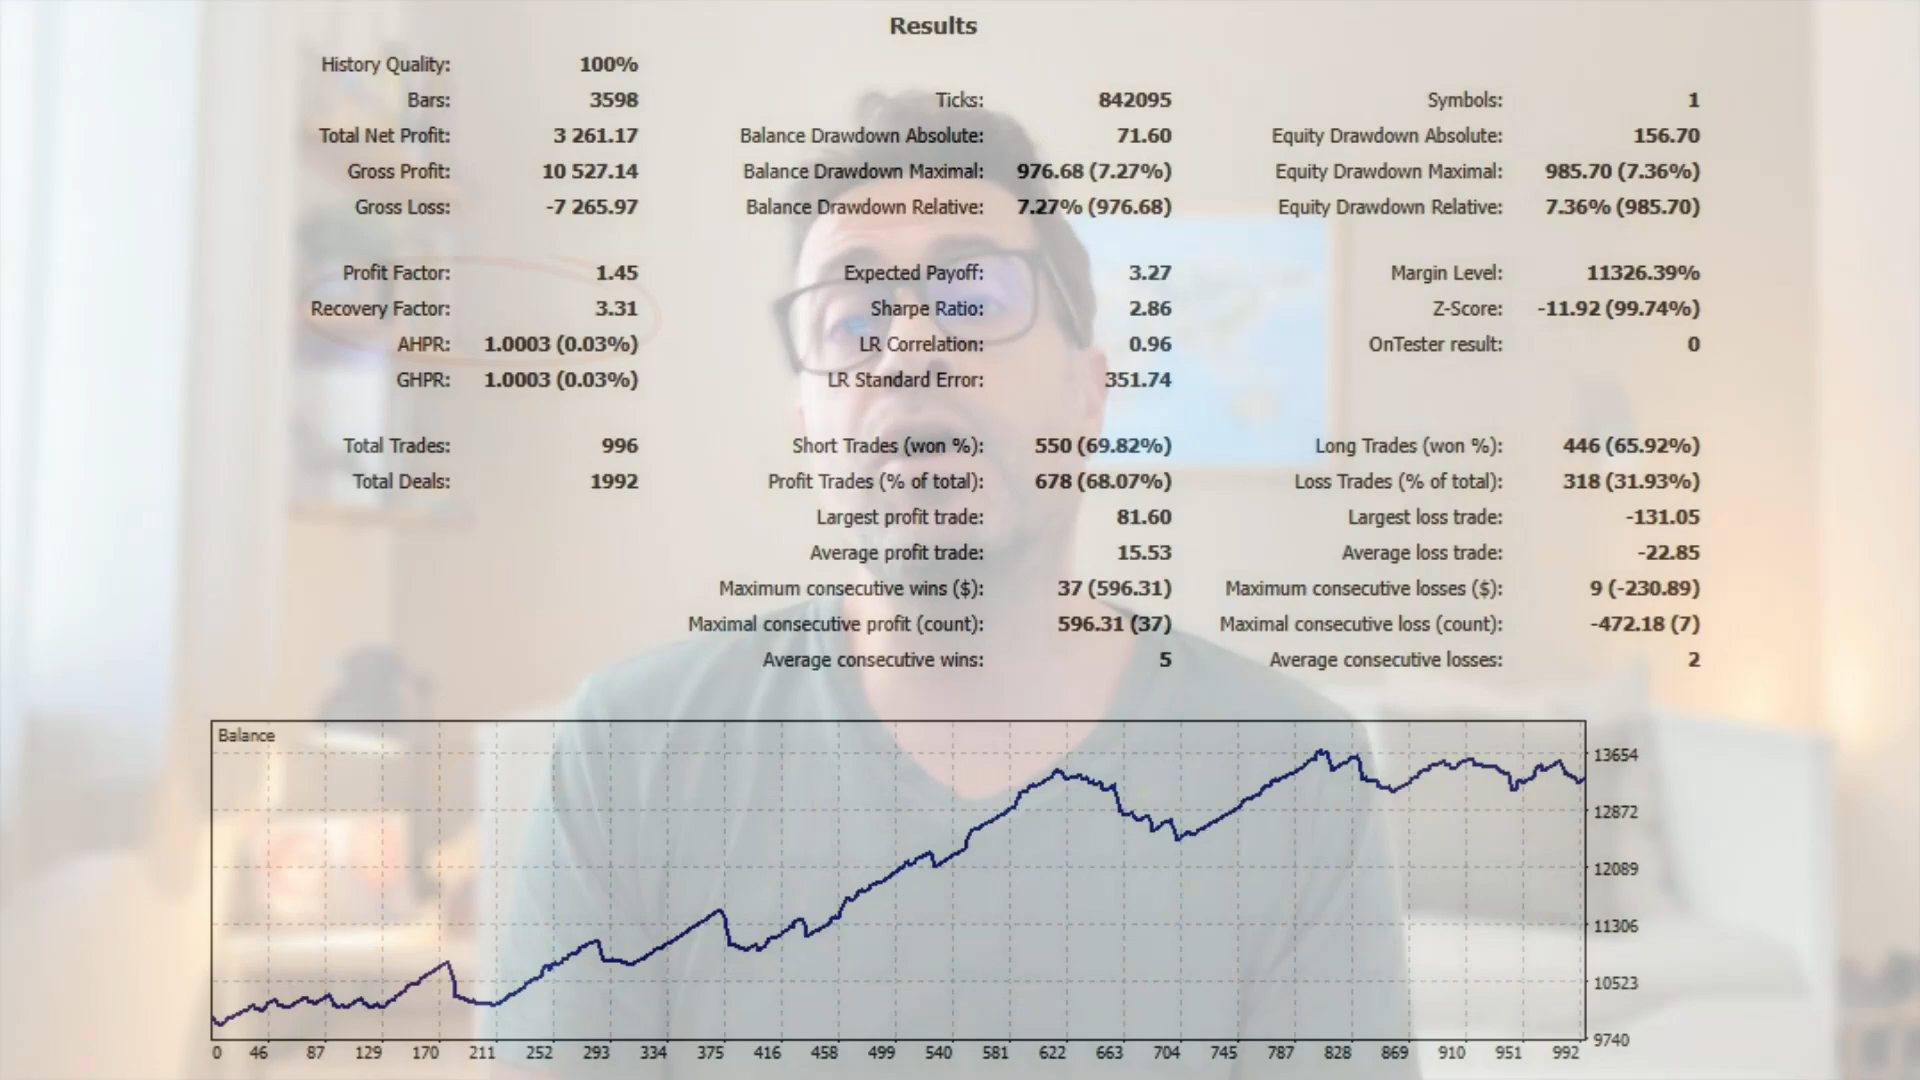 Results
History Quality: 100%
Bars: 3598 Ticks: 842095 Symbols: 1
Total Net Profit: 3 261.17 Balance Drawdown Absolute: 71.60 Equity Drawdown Absolute: 156.70
Gross Profit: 10 527.14 Balance Drawdown Maximal: 976.68 (7.27%) Equity Drawdown Maximal: 985.70 (7.36%)
Gross Loss: -7 265.97 Balance Drawdown Relative: 7.27% (976.68) Equity Drawdown Relative: 7.36% (985.70)
Profit Factor: 1.45 Expected Payoff: 3.27 Margin Level: 11326.39%
Recovery Factor: 3.31 Sharpe Ratio: 2.86 Z-Score: -11.92 (99.74%)
AHPR: 1.0003 (0.03%) LR Correlation: 0.96 OnTester result: 0
GHPR: 1.0003 (0.03%) LR Standard Error: 351.74
Total Trades: 996 Short Trades (won %): 550 (69.82%) Long Trades (won %): 446 (65.92%)
Total Deals: 1992 Profit Trades (% of total): 678 (68.07%) Loss Trades (% of total): 318 (31.93%)
Largest profit trade: 81.60 Largest loss trade: -131.05
Average profit trade: 15.53 Average loss trade: -22.85
Maximum consecutive wins ($): 37 (596.31) Maximum consecutive losses ($): 9 (-230.89)
Maximal consecutive profit (count): 596.31 (37) Maximal consecutive loss (count): -472.18 (7)
Average consecutive wins: 5 Average consecutive losses: 2
Balance
13654
12872
12089
11306
10523
9740
0 46 87 129 170 211 252 293 334 375 416 458 499 540 581 622 663 704 745 787 828 869 910 951 992